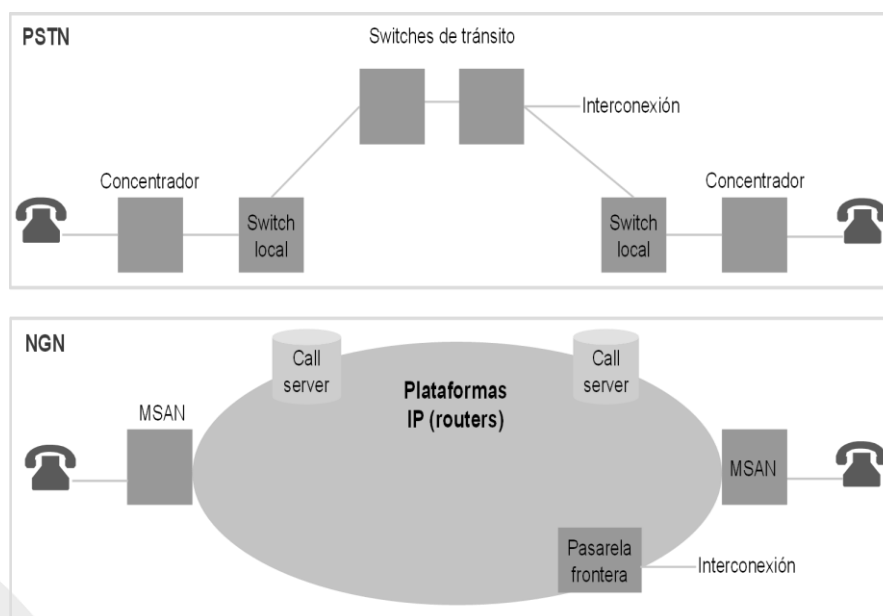 PSTN
Switches de tránsito
Interconexión
Concentrador
Concentrador
Switch
local
Switch
local
NGN
Call
server
Call
server
Plataformas
IP (routers)
MSAN
MSAN
Pasarela
frontera
Interconexión